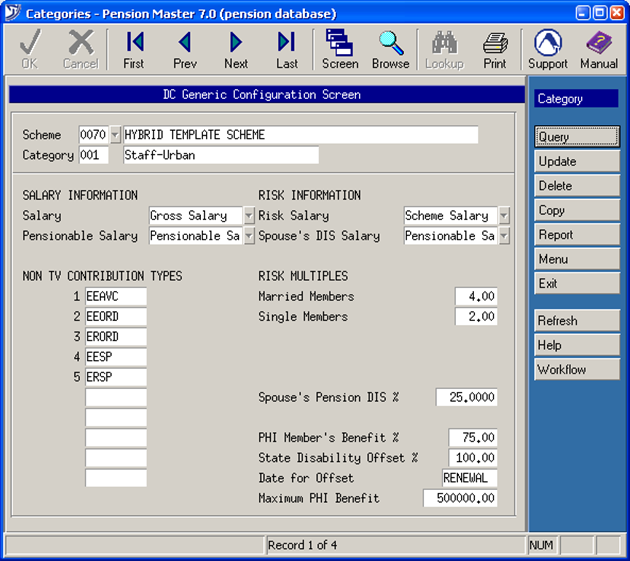 Categories - Pension Master 7.0 (pension database)
OK Cancel First Prev Next Last Screen Browse Lookup Print Support Manual
DC Generic Configuration Screen
Category
Scheme 0070 HYBRID TEMPLATE SCHEME
Category 001 Staff-Urban
Query
Update
Delete
Copy
Report
Menu
Exit
Refresh
Help
Workflow
SALARY INFORMATION RISK INFORMATION
Salary Gross Salary Risk Salary Scheme Salary
Pensionable Salary Pensionable Sa Spouse's DIS Salary Pensionable Sa
NON TV CONTRIBUTION TYPES RISK MULTIPLES
1 EEAVC Married Members 4.00
2 EEORD Single Members 2.00
3 ERORD
4 EESP
5 ERSP
Spouse's Pension DIS % 25.0000
PHI Member's Benefit % 75.00
State Disability Offset % 100.00
Date for Offset RENEWAL
Maximum PHI Benefit 500000.00
Record 1 of 4 NUM